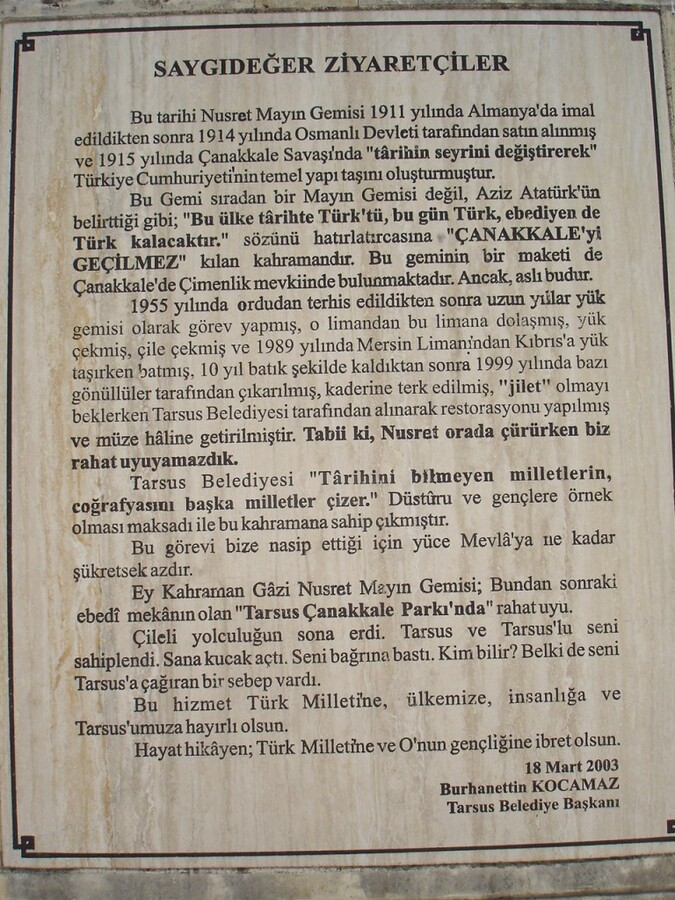 SAYGIDEĞER ZİYARETÇİLER
Bu tarihi Nusret Mayın Gemisi 1911 yılında Almanya'da imal
edildikten sonra 1914 yılında Osmanlı Devleti tarafından satın alınmış
ve 1915 yılında Çanakkale Savaşı'nda "târihin seyrini değiştirerek"
Türkiye Cumhuriyeti'nin temel yapı taşını oluşturmuştur.
Bu Gemi sıradan bir Mayın Gemisi değil, Aziz Atatürk'ün
belirttiği gibi; "Bu ülke târihte Türk'tü, bu gün Türk, ebediyen de
Türk kalacaktır." sözünü hatırlatırcasına "ÇANAKKALE'yi
GEÇİLMEZ" kılan kahramandır. Bu geminin bir maketi de
Çanakkale'de Çimenlik mevkiinde bulunmaktadır. Ancak, aslı budur.
1955 yılında ordudan terhis edildikten sonra uzun yıllar yük
gemisi olarak görev yapmış, o limandan bu limana dolaşmış, yük
çekmiş, çile çekmiş ve 1989 yılında Mersin Limanı'ndan Kıbrıs'a yük
taşırken batmış, 10 yıl batık şekilde kaldıktan sonra 1999 yılında bazı
gönüllüler tarafından çıkarılmış, kaderine terk edilmiş, "jilet" olmayı
beklerken Tarsus Belediyesi tarafından alınarak restorasyonu yapılmış
ve müze hâline getirilmiştir. Tabii ki, Nusret orada çürürken biz
rahat uyuyamazdık.
Tarsus Belediyesi "Târihini bilmeyen milletlerin,
coğrafyasını başka milletler çizer." Düstûru ve gençlere örnek
olması maksadı ile bu kahramana sahip çıkmıştır.
Bu görevi bize nasip ettiği için yüce Mevlâ'ya ne kadar
şükretsek azdır.
Ey Kahraman Gâzi Nusret Mayın Gemisi; Bundan sonraki
ebedî mekânın olan "Tarsus Çanakkale Parkı'nda" rahat uyu.
Çileli yolculuğun sona erdi. Tarsus ve Tarsus'lu seni
sahiplendi. Sana kucak açtı. Seni bağrına bastı. Kim bilir? Belki de seni
Tarsus'a çağıran bir sebep vardı.
Bu hizmet Türk Milleti'ne, ülkemize, insanlığa ve
Tarsus'umuza hayırlı olsun.
Hayat hikâyen; Türk Milleti'ne ve O'nun gençliğine ibret olsun.
18 Mart 2003
Burhanettin KOCAMAZ
Tarsus Belediye Başkanı